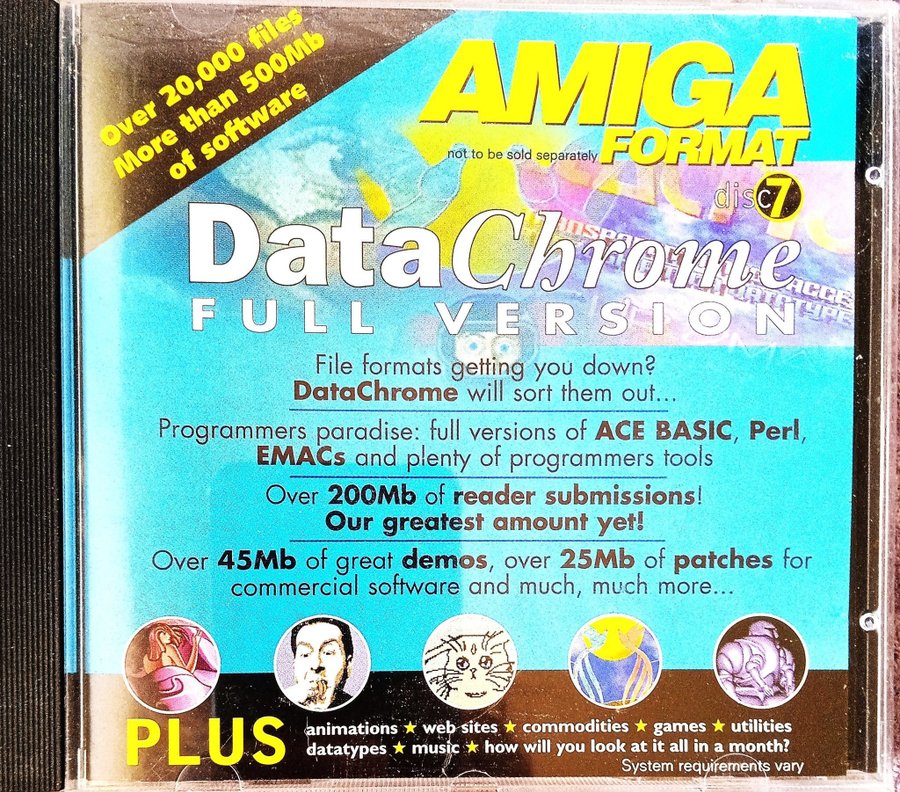 Over 20,000 files
More than 500Mb
of software
AMIGA
FORMAT
not to be sold separately
disc 7
DataChrome
FULL VERSION
File formats getting you down?
DataChrome will sort them out...
Programmers paradise: full versions of ACE BASIC, Perl,
EMACs and plenty of programmers tools
Over 200Mb of reader submissions!
Our greatest amount yet!
Over 45Mb of great demos, over 25Mb of patches for
commercial software and much, much more...
PLUS
animations ★ web sites ★ commodities ★ games ★ utilities
datatypes ★ music ★ how will you look at it all in a month?
System requirements vary